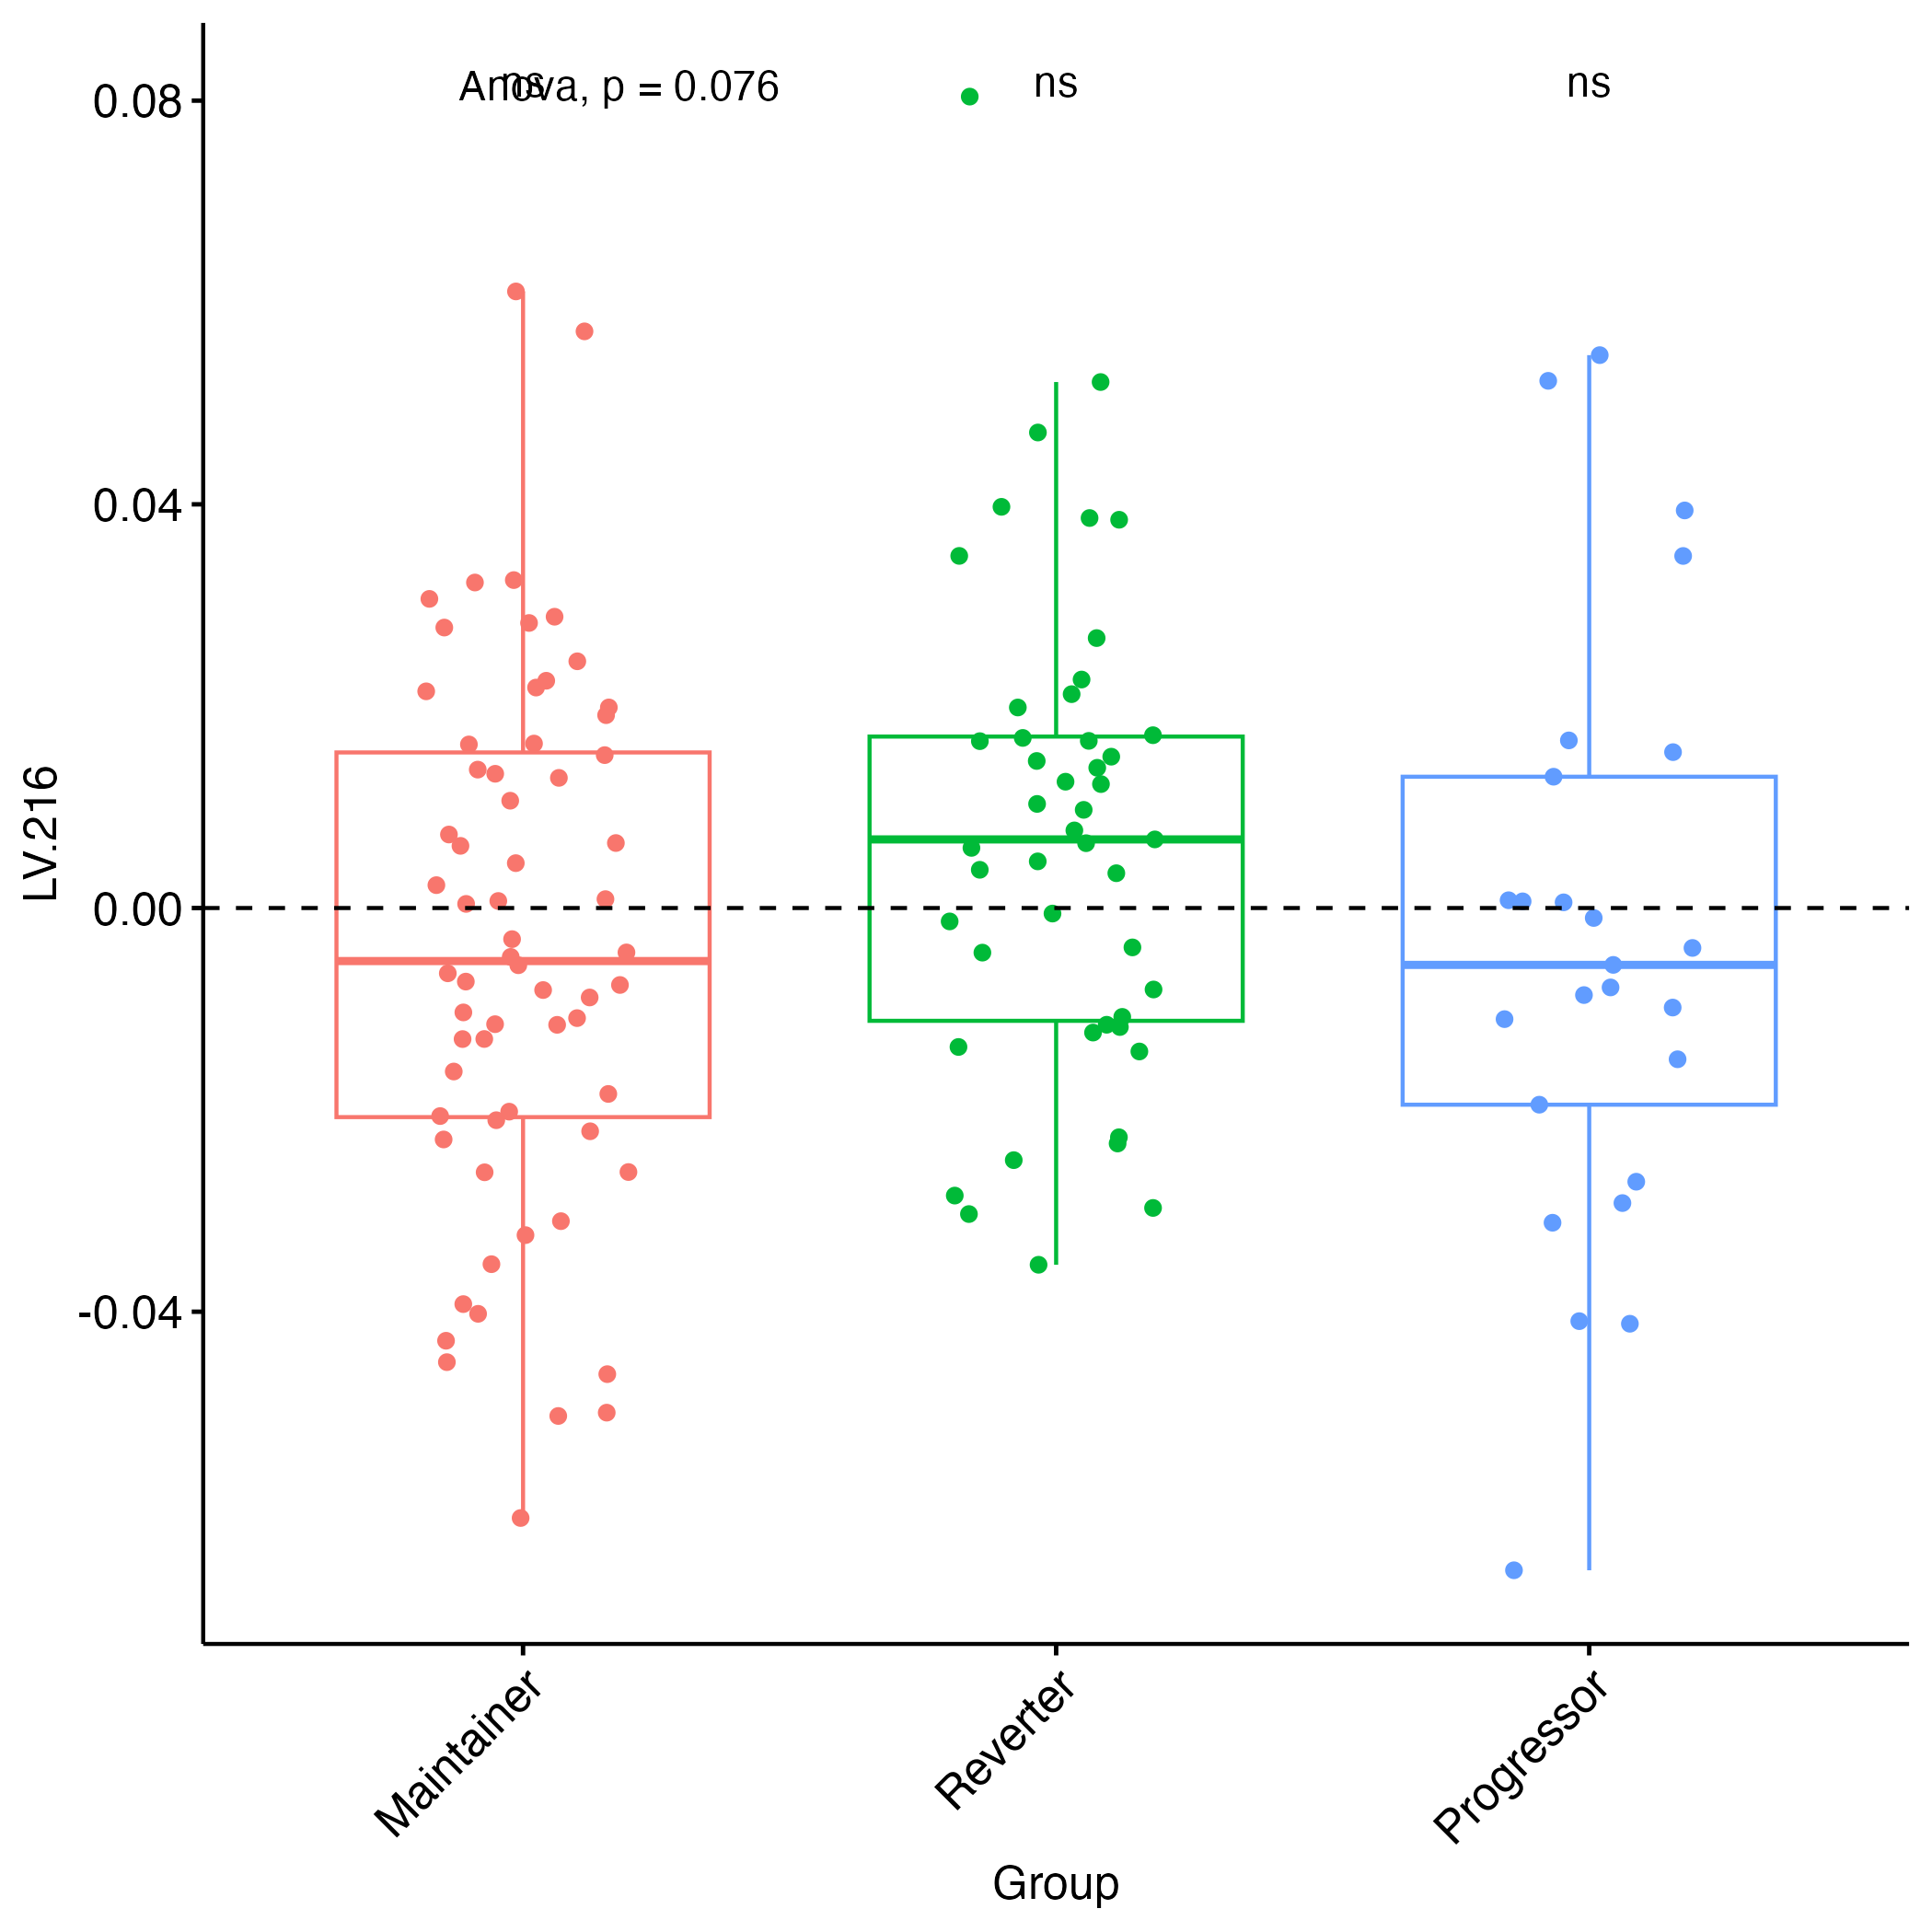 Anova, p = 0.076
ns
ns
ns
0.08
0.04
0.00
-0.04
LV.216
Maintainer
Reverter
Progressor
Group